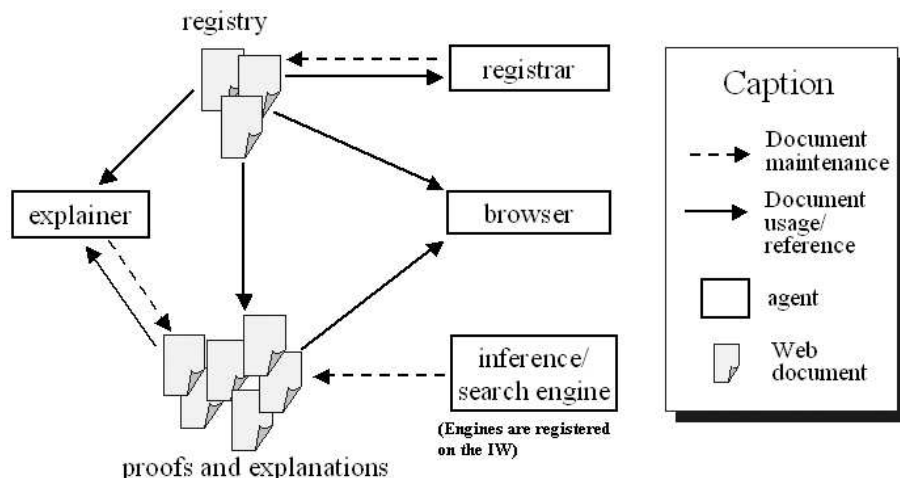 registry
registrar
explainer
browser
inference/
search engine
(Engines are registered
on the IW)
proofs and explanations
Caption
Document
maintenance
Document
usage/
reference
agent
Web
document